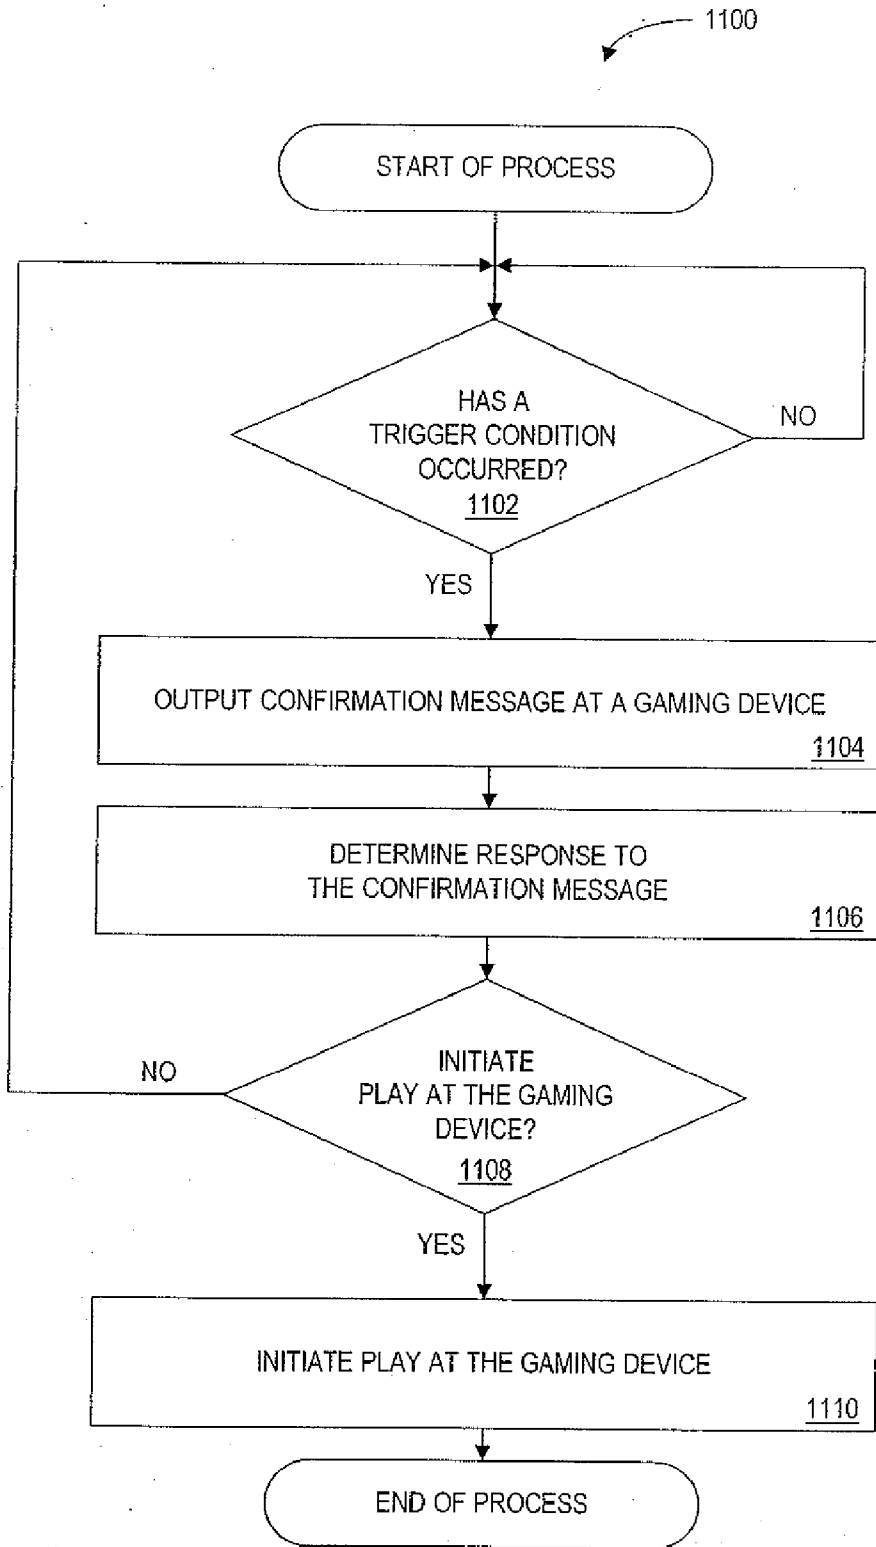 1100
START OF PROCESS
HAS A
TRIGGER CONDITION
OCCURRED?
1102
NO
YES
OUTPUT CONFIRMATION MESSAGE AT A GAMING DEVICE
1104
DETERMINE RESPONSE TO
THE CONFIRMATION MESSAGE
1106
NO
INITIATE
PLAY AT THE GAMING
DEVICE?
1108
YES
INITIATE PLAY AT THE GAMING DEVICE
1110
END OF PROCESS